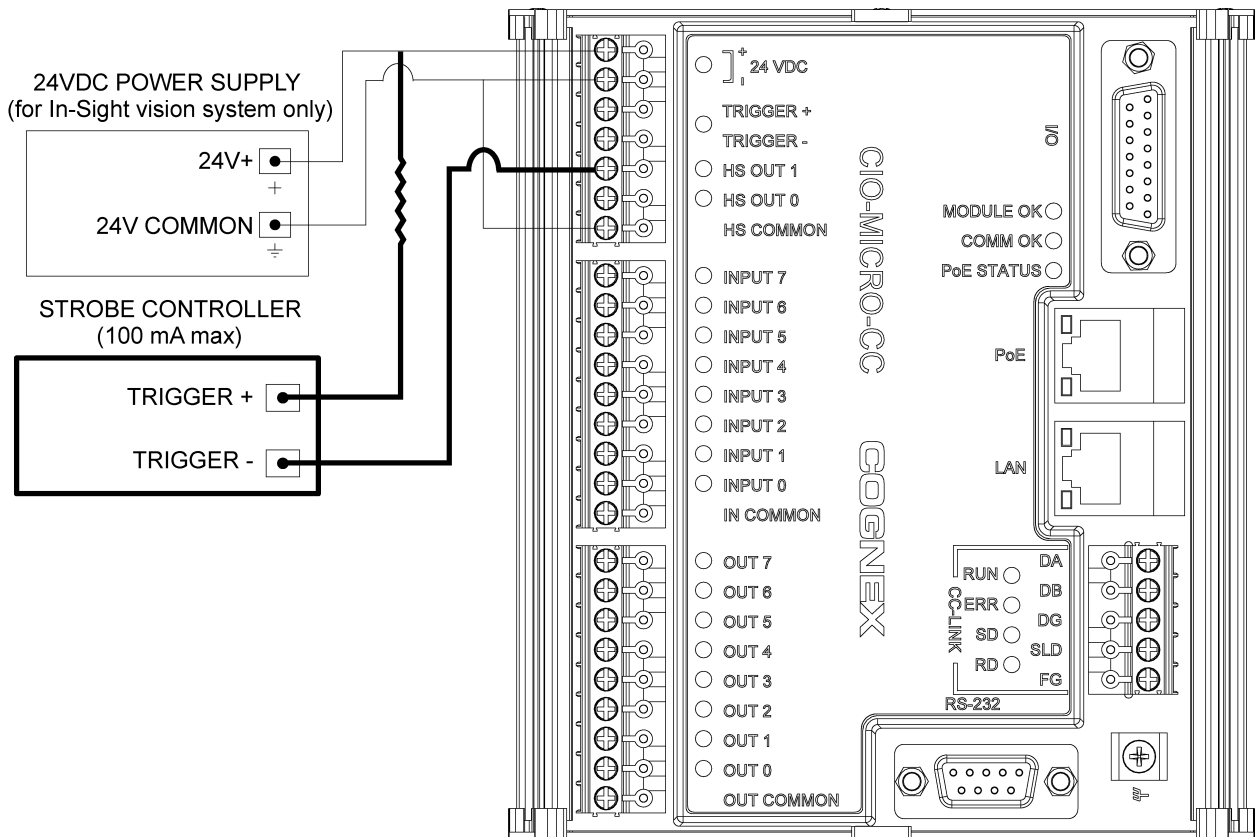 24VDC POWER SUPPLY
(for In-Sight vision system only)
24V+
+
24V COMMON
STROBE CONTROLLER
(100 mA max)
TRIGGER +
TRIGGER -
+
24 VDC
-
TRIGGER +
TRIGGER -
HS OUT 1
HS OUT 0
HS COMMON
INPUT 7
INPUT 6
INPUT 5
INPUT 4
INPUT 3
INPUT 2
INPUT 1
INPUT 0
IN COMMON
OUT 7
OUT 6
OUT 5
OUT 4
OUT 3
OUT 2
OUT 1
OUT 0
OUT COMMON
CIO-MICRO-CC
COGNEX
I/O
MODULE OK
COMM OK
PoE STATUS
PoE
LAN
CC-LINK
RUN
ERR
SD
RD
DA
DB
DG
SLD
FG
RS-232